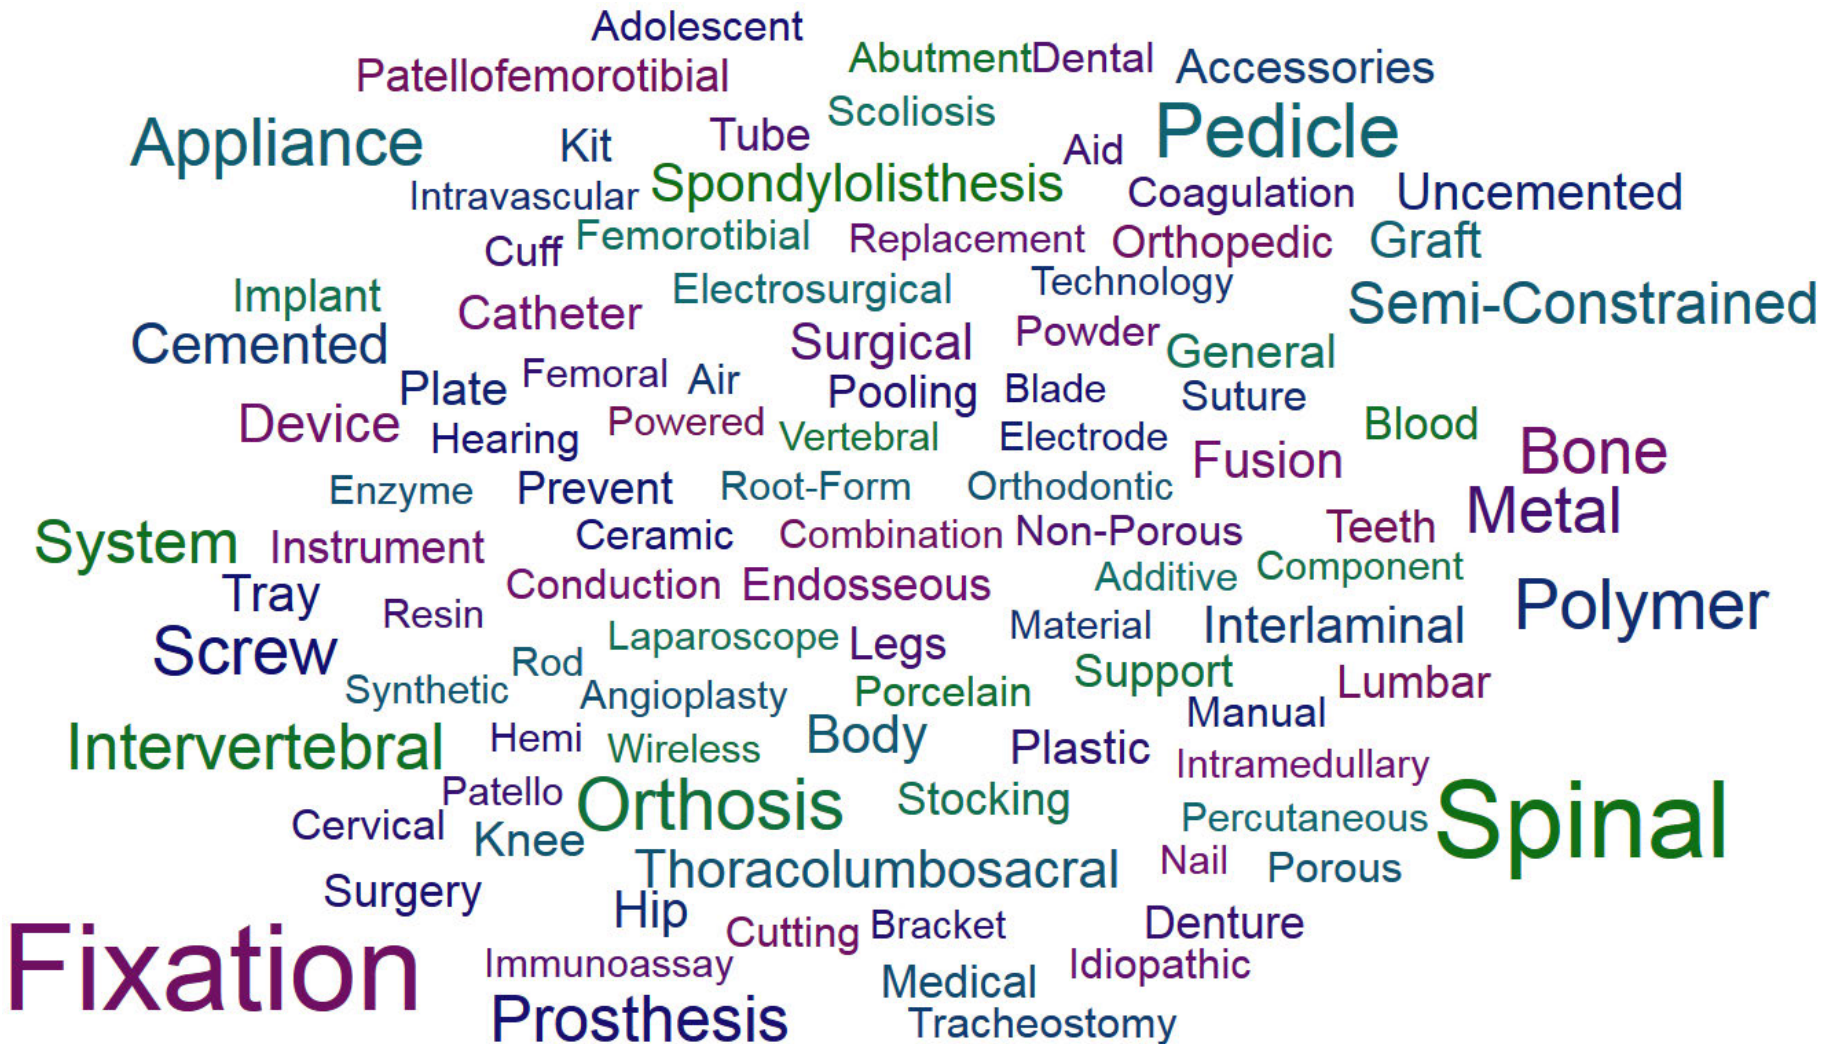 Adolescent
Patellofemorotibial
Abutment Dental
Accessories
Scoliosis
Appliance
Kit
Tube
Aid
Pedicle
Intravascular
Spondylolisthesis
Coagulation
Uncemented
Cuff
Femorotibial
Replacement
Orthopedic
Graft
Implant
Catheter
Electrosurgical
Technology
Semi-Constrained
Cemented
Surgical
Powder
General
Plate
Femoral
Air
Pooling
Blade
Suture
Device
Hearing
Powered
Vertebral
Electrode
Fusion
Blood
Bone
Enzyme
Prevent
Root-Form
Orthodontic
Metal
System
Instrument
Ceramic
Combination
Non-Porous
Teeth
Tray
Resin
Conduction
Endosseous
Additive
Component
Polymer
Screw
Rod
Laparoscope
Legs
Material
Interlaminal
Synthetic
Angioplasty
Porcelain
Support
Lumbar
Manual
Intervertebral
Hemi
Wireless
Body
Plastic
Intramedullary
Patello
Orthosis
Stocking
Percutaneous
Spinal
Cervical
Knee
Thoracolumbosacral
Nail
Porous
Surgery
Hip
Cutting
Bracket
Denture
Fixation
Immunoassay
Medical
Idiopathic
Prosthesis
Tracheostomy